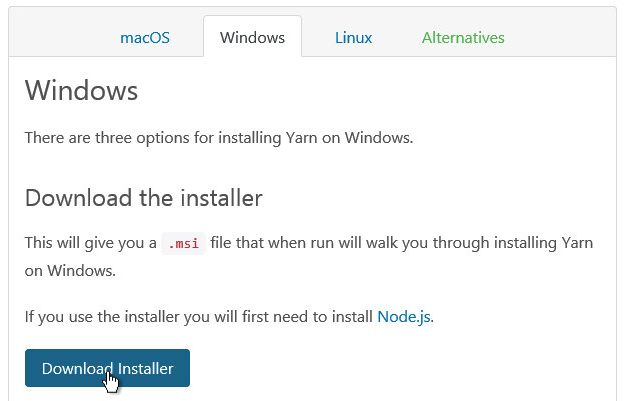 macOS Windows Linux Alternatives
Windows
There are three options for installing Yarn on Windows.
Download the installer
This will give you a .msi file that when run will walk you through installing Yarn
on Windows.
If you use the installer you will first need to install Node.js.
Download Installer